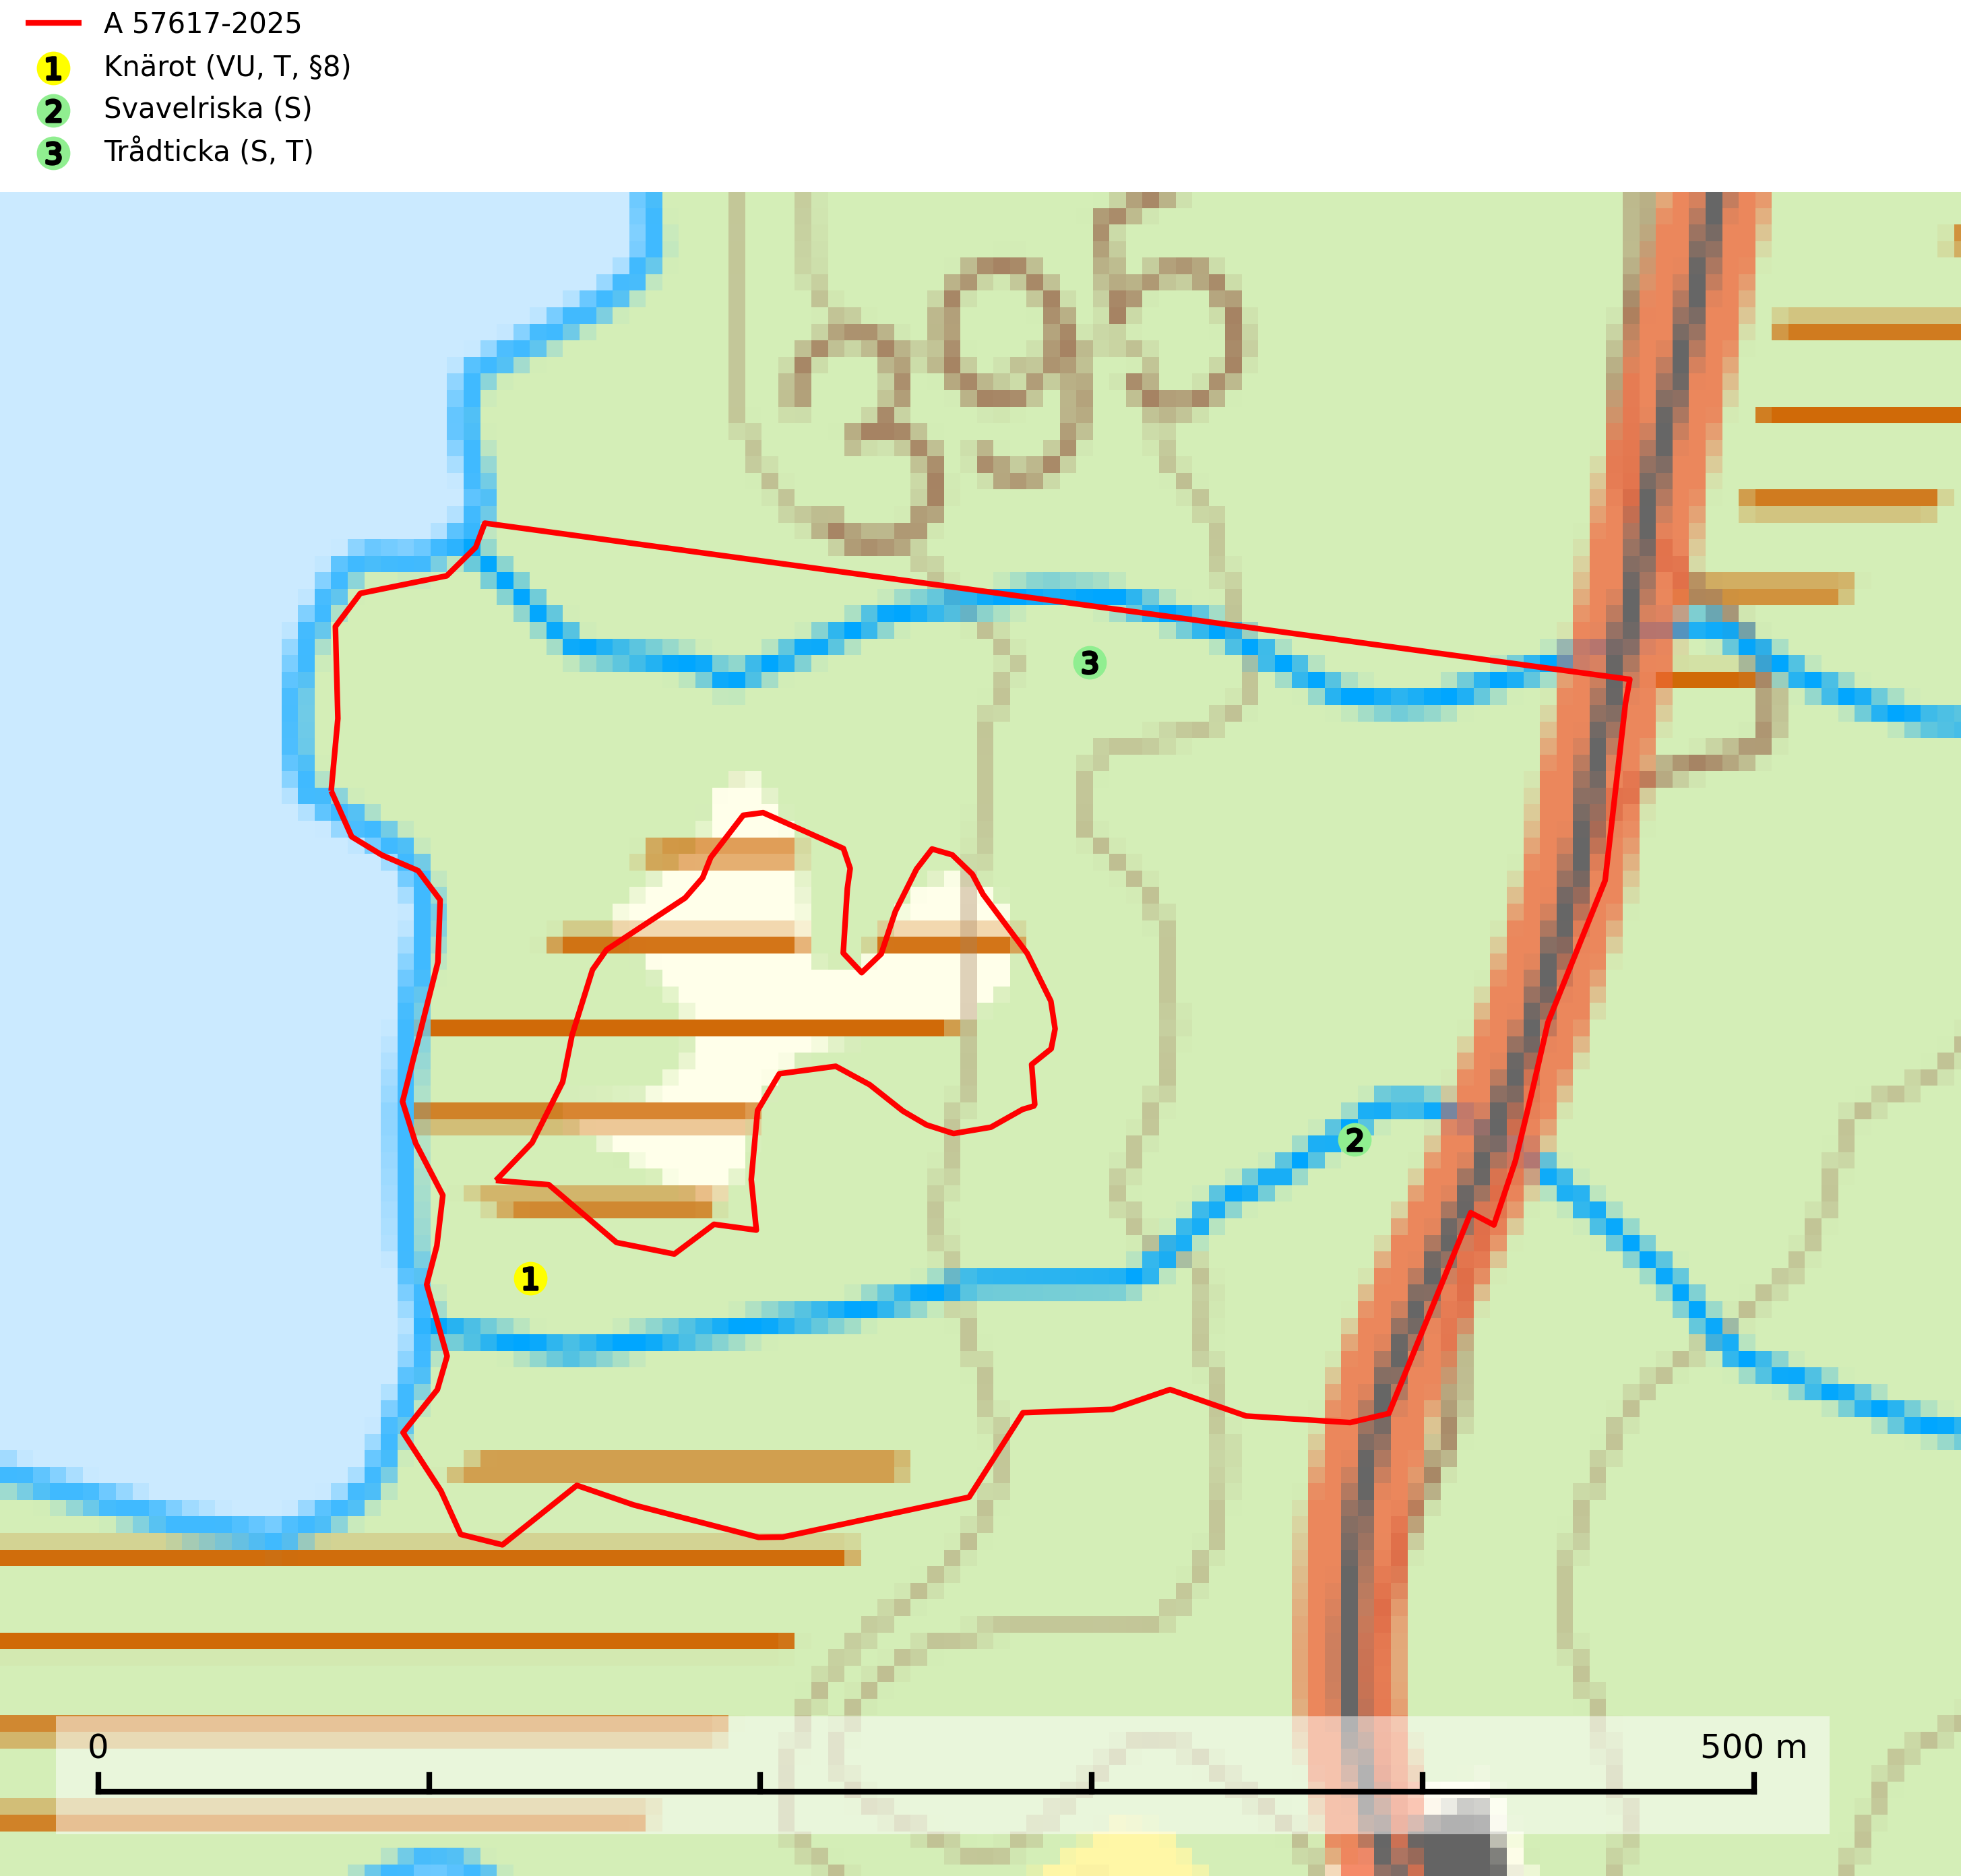 A 57617-2025
1 Knärot (VU, T, §8)
2 Svavelriska (S)
3 Trådticka (S, T)
395
3
2
1
0 500 m